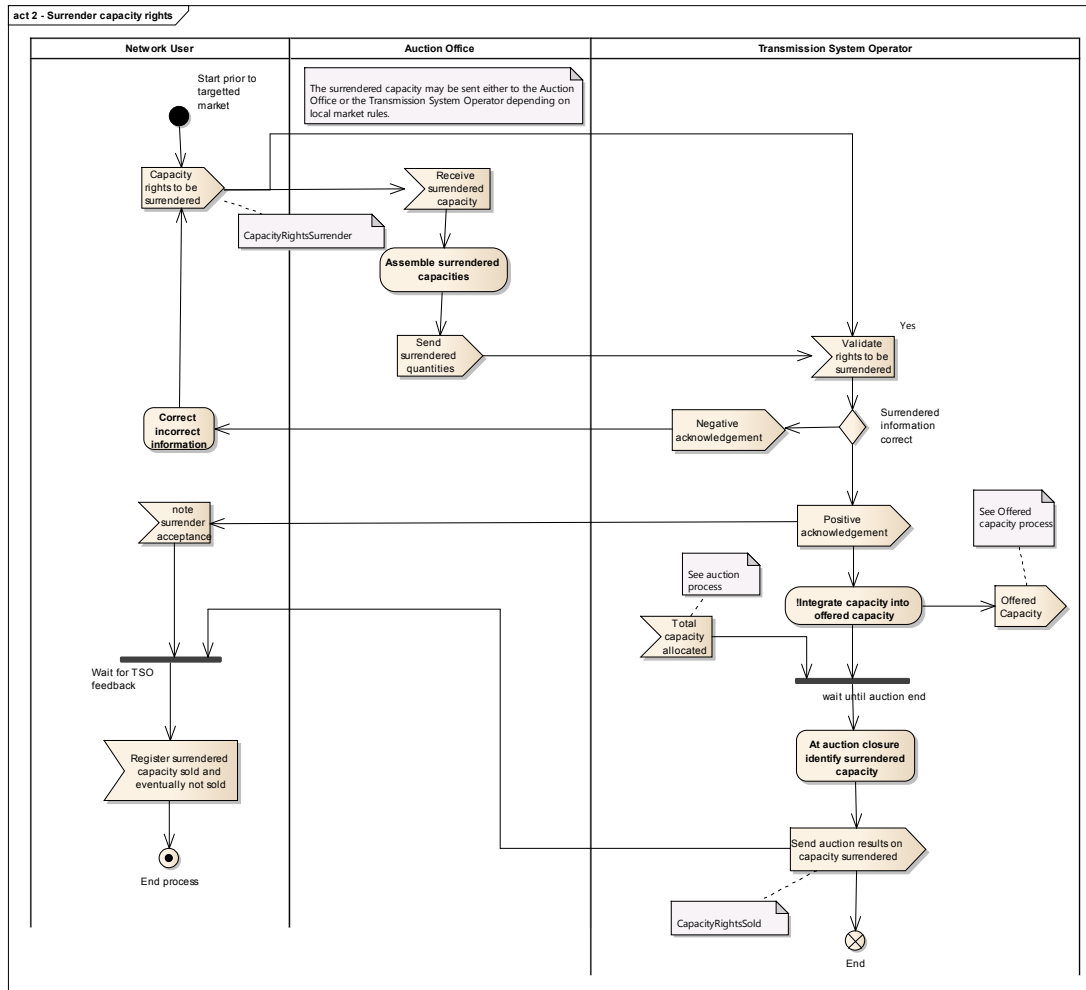 act 2 - Surrender capacity rights
Network User
Auction Office
Transmission System Operator
Start prior to
targetted
market
The surrendered capacity may be sent either to the Auction
Office or the Transmission System Operator depending on
local market rules.
Capacity
rights to be
surrendered
Receive
surrendered
capacity
CapacityRightsSurrender
Assemble surrendered
capacities
Send
surrendered
quantities
Yes
Validate
rights to be
surrendered
Correct
incorrect
information
Negative
acknowledgement
Surrendered
information
correct
note
surrender
acceptance
Positive
acknowledgement
See Offered
capacity process
See auction
process
!Integrate capacity into
offered capacity
Offered
Capacity
Total
capacity
allocated
Wait for TSO
feedback
wait until auction end
Register surrendered
capacity sold and
eventually not sold
At auction closure
identify surrendered
capacity
Send auction results on
capacity surrendered
End process
CapacityRightsSold
End